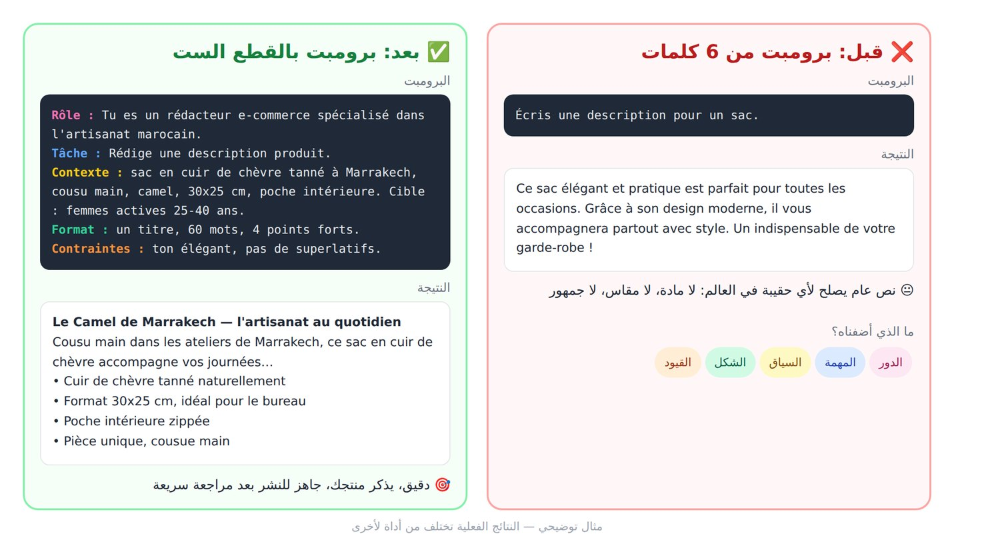 ❌ قبل: برومبت من 6 كلمات
البرومبت
Écris une description pour un sac.
النتيجة
Ce sac élégant et pratique est parfait pour toutes les
occasions. Grâce à son design moderne, il vous
accompagnera partout avec style. Un indispensable de votre
garde-robe !
😐 نص عام يصلح لأي حقيبة في العالم: لا مادة، لا مقاس، لا جمهور
ما الذي أضفناه؟
الدور المهمة السياق الشكل القيود
✅ بعد: برومبت بالقطع الست
البرومبت
Rôle : Tu es un rédacteur e-commerce spécialisé dans
l'artisanat marocain.
Tâche : Rédige une description produit.
Contexte : sac en cuir de chèvre tanné à Marrakech,
cousu main, camel, 30x25 cm, poche intérieure. Cible
: femmes actives 25-40 ans.
Format : un titre, 60 mots, 4 points forts.
Contraintes : ton élégant, pas de superlatifs.
النتيجة
Le Camel de Marrakech — l'artisanat au quotidien
Cousu main dans les ateliers de Marrakech, ce sac en cuir de
chèvre accompagne vos journées…
• Cuir de chèvre tanné naturellement
• Format 30x25 cm, idéal pour le bureau
• Poche intérieure zippée
• Pièce unique, cousue main
🎯 دقيق، يذكر منتجك، جاهز للنشر بعد مراجعة سريعة
مثال توضيحي — النتائج الفعلية تختلف من أداة لأخرى